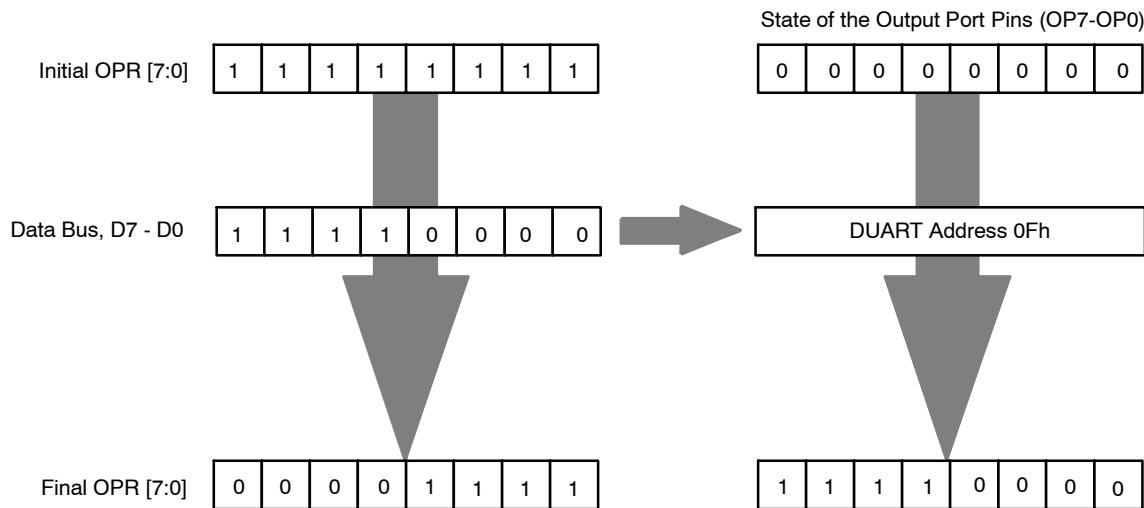 State of the Output Port Pins (OP7-OP0)
Initial OPR [7:0] 1 1 1 1 1 1 1 1 0 0 0 0 0 0 0 0
Data Bus, D7 - D0 1 1 1 1 0 0 0 0 DUART Address 0Fh
Final OPR [7:0] 0 0 0 0 1 1 1 1 1 1 1 1 0 0 0 0